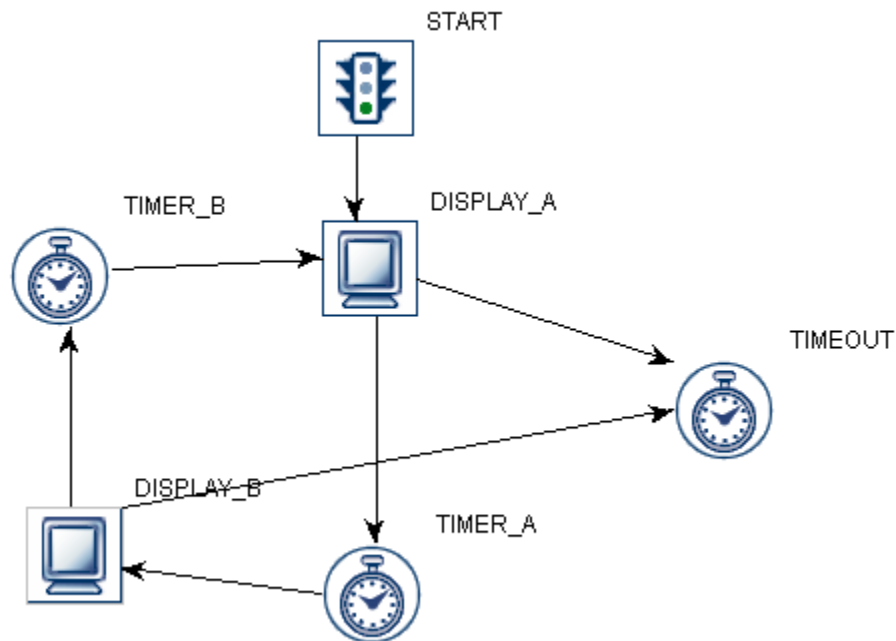 START
TIMER_B
DISPLAY_A
TIMEOUT
DISPLAY_B
TIMER_A